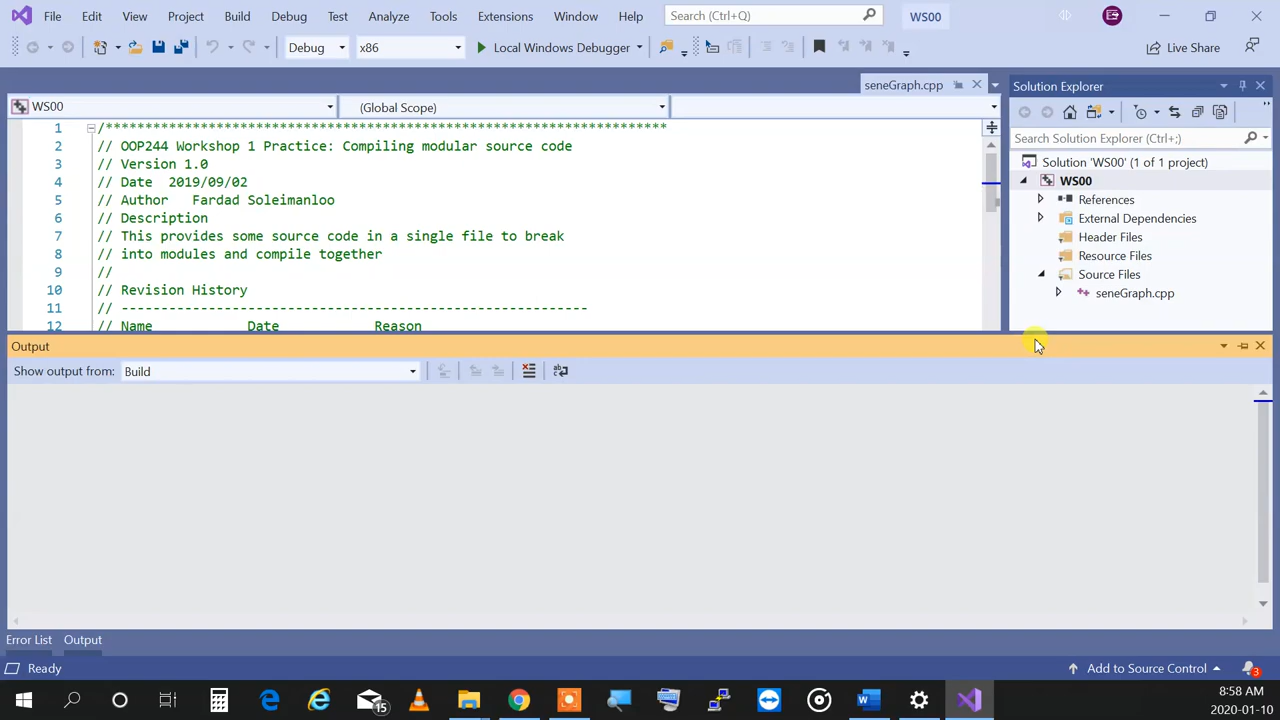 File Edit View Project Build Debug Test Analyze Tools Extensions Window Help Search (Ctrl+Q) WS00
Debug x86 Local Windows Debugger Live Share
seneGraph.cpp
WS00 (Global Scope)
1 /***********************************************************************
2 // OOP244 Workshop 1 Practice: Compiling modular source code
3 // Version 1.0
4 // Date 2019/09/02
5 // Author Fardad Soleimanloo
6 // Description
7 // This provides some source code in a single file to break
8 // into modules and compile together
9 //
10 // Revision History
11 // -----------------------------------------------------------
12 // Name Date Reason
Solution Explorer
Search Solution Explorer (Ctrl+;)
Solution 'WS00' (1 of 1 project)
WS00
References
External Dependencies
Header Files
Resource Files
Source Files
seneGraph.cpp
Output
Show output from: Build
Error List Output
Ready Add to Source Control 3
15
8:58 AM
2020-01-10